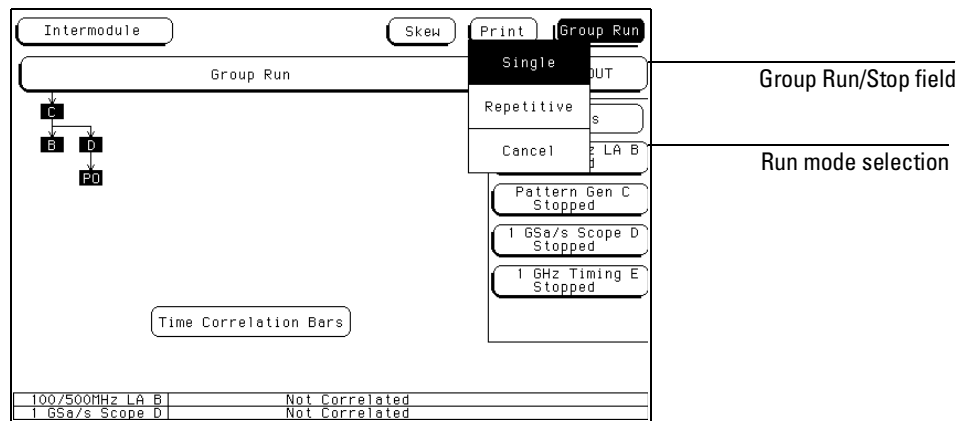 Intermodule
Skew
Print
Group Run
Group Run
Single
OUT
Group Run/Stop field
Repetitive
s
C
B
D
Cancel
z LA B
Run mode selection
PO
Pattern Gen C
Stopped
1 GSa/s Scope D
Stopped
1 GHz Timing E
Stopped
Time Correlation Bars
100/500MHz LA B
Not Correlated
1 GSa/s Scope D
Not Correlated